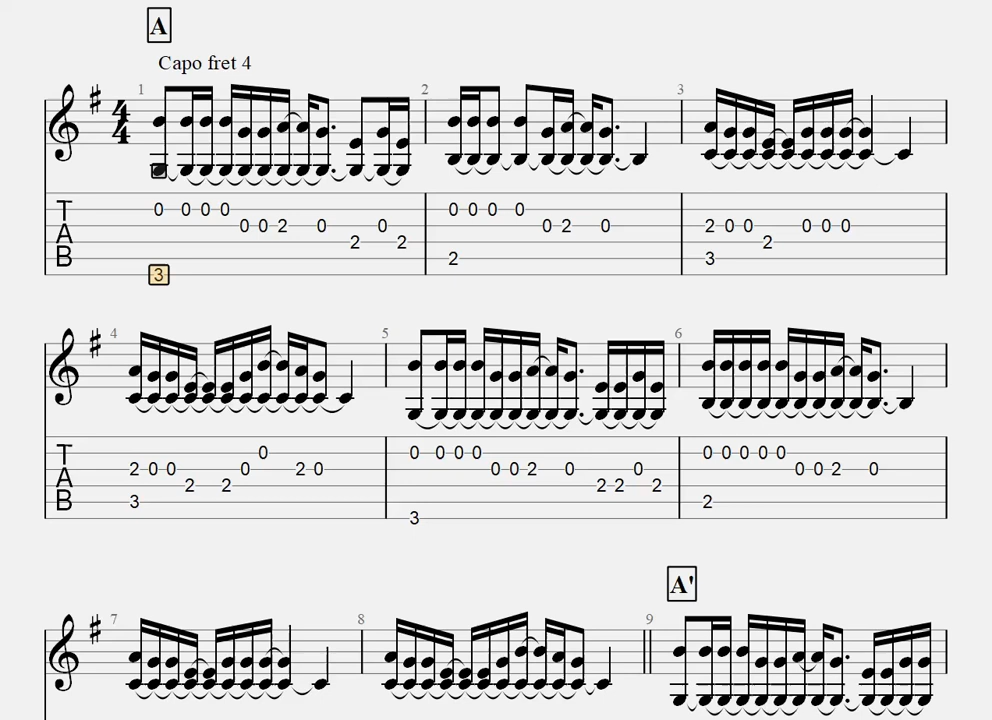 A
Capo fret 4
4
4
1
2
3
T
A
B
0 0 0 0 0 0 2 0 2 0 2
3
0 0 0 0 0 2 0
2
2 0 0 2 0 0 0
3
4
5
6
T
A
B
2 0 0 2 2 0 0 2 0
3
0 0 0 0 0 0 2 0 2 2 0 2
3
0 0 0 0 0 0 0 2 0
2
A'
7
8
9